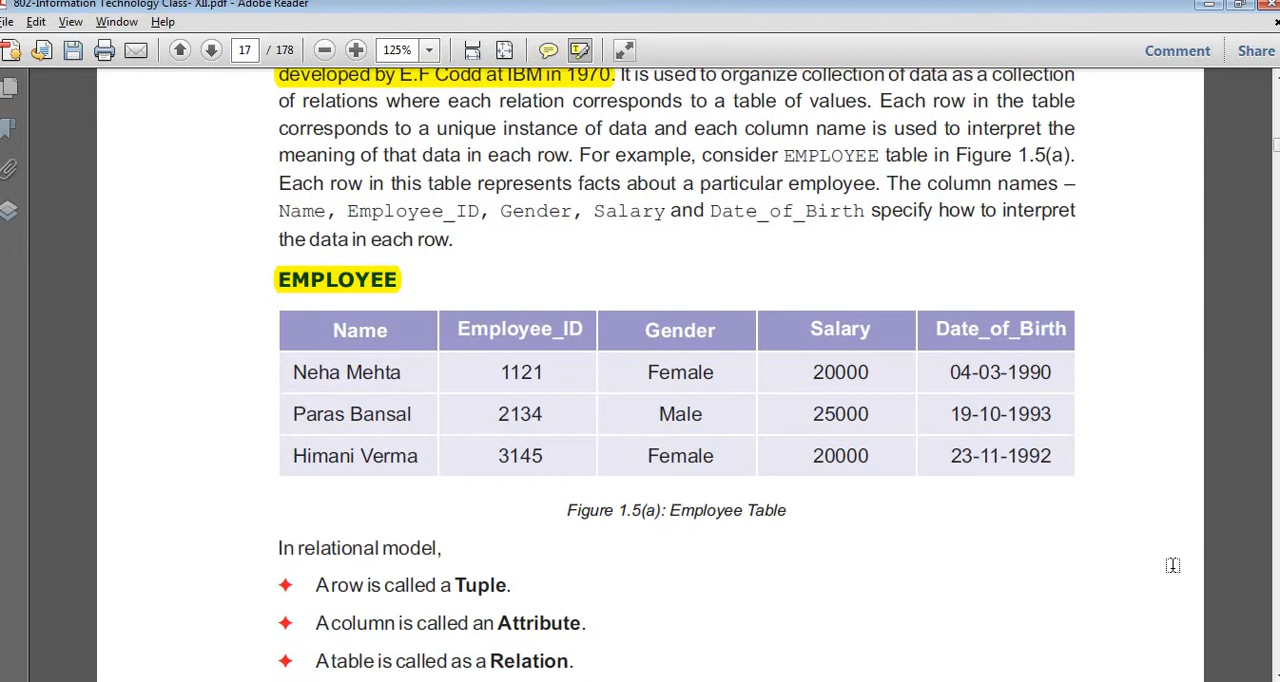 802-Information Technology Class- XII.pdf - Adobe Reader
File Edit View Window Help
17 / 178 125% Comment Share
developed by E.F Codd at IBM in 1970. It is used to organize collection of data as a collection
of relations where each relation corresponds to a table of values. Each row in the table
corresponds to a unique instance of data and each column name is used to interpret the
meaning of that data in each row. For example, consider EMPLOYEE table in Figure 1.5(a).
Each row in this table represents facts about a particular employee. The column names –
Name, Employee_ID, Gender, Salary and Date_of_Birth specify how to interpret
the data in each row.
EMPLOYEE
Name Employee_ID Gender Salary Date_of_Birth
Neha Mehta 1121 Female 20000 04-03-1990
Paras Bansal 2134 Male 25000 19-10-1993
Himani Verma 3145 Female 20000 23-11-1992
Figure 1.5(a): Employee Table
In relational model,
A row is called a Tuple.
A column is called an Attribute.
A table is called as a Relation.